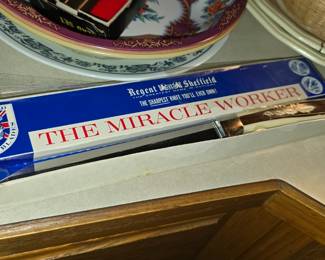 Regent Sheffield
THE SHARPEST KNIFE YOU'LL EVER OWN!
THE MIRACLE WORKER